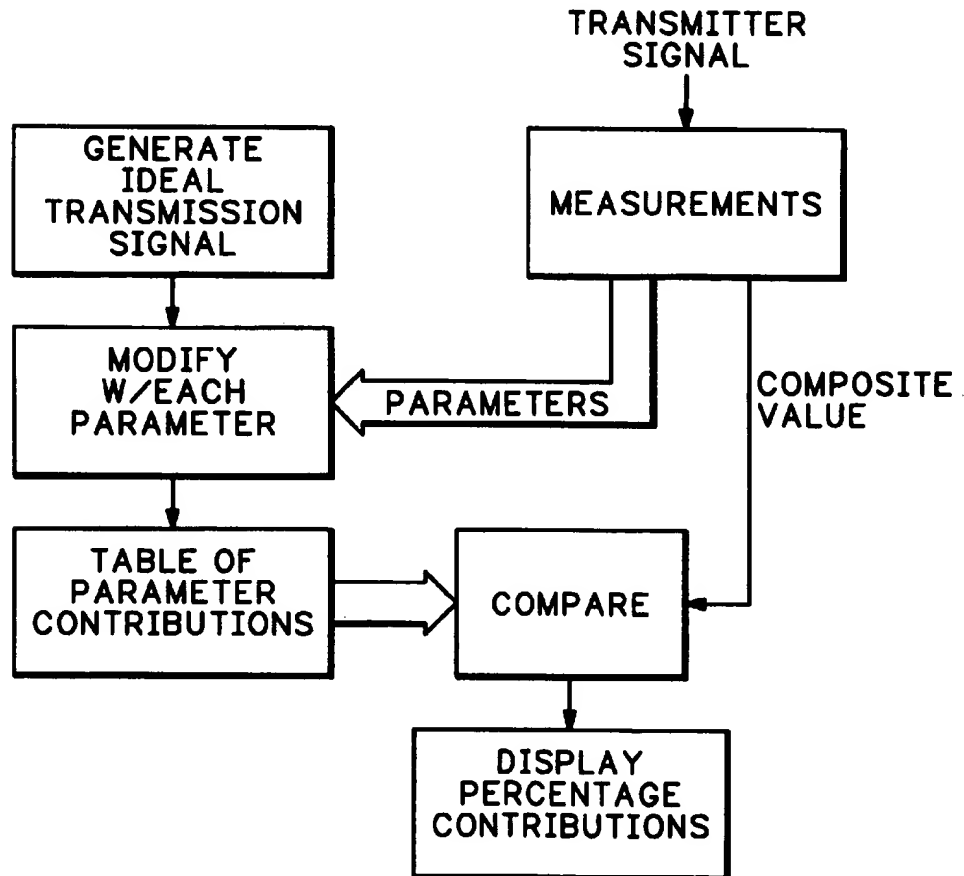 TRANSMITTER
SIGNAL
GENERATE
IDEAL
TRANSMISSION
SIGNAL
MEASUREMENTS
MODIFY
W/EACH
PARAMETER
PARAMETERS
COMPOSITE
VALUE
TABLE OF
PARAMETER
CONTRIBUTIONS
COMPARE
DISPLAY
PERCENTAGE
CONTRIBUTIONS